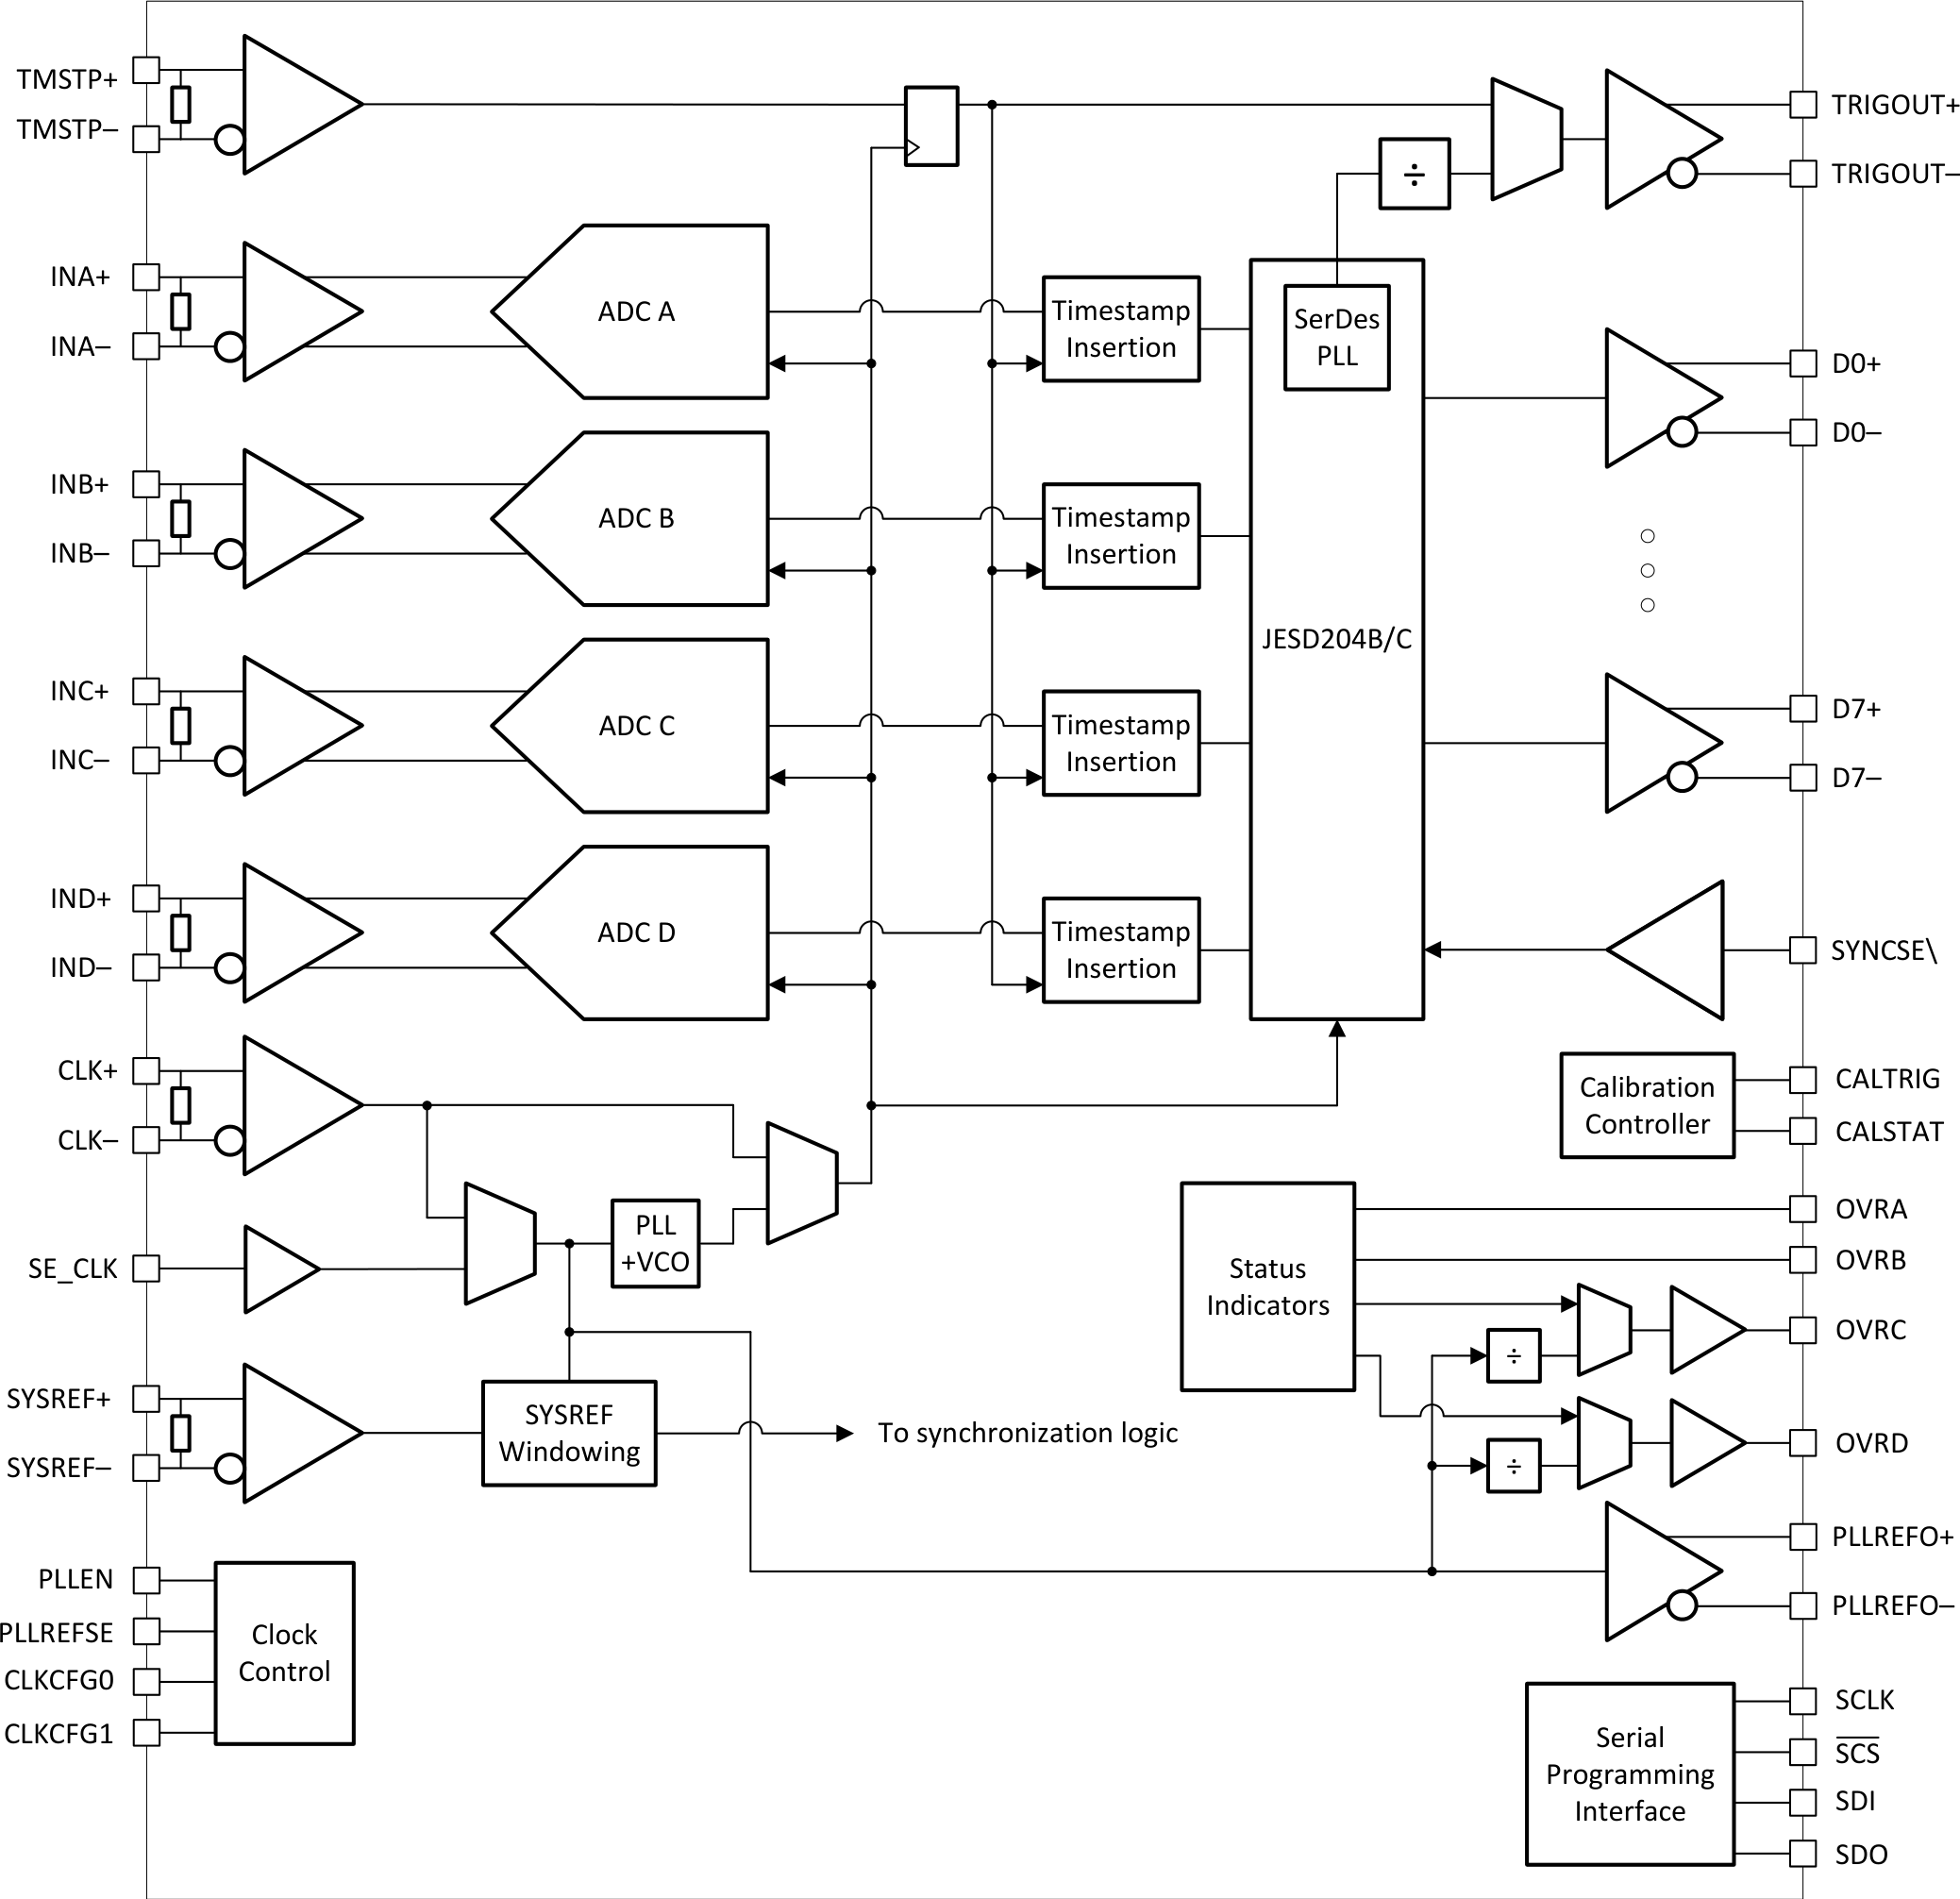 TMSTP+
TMSTP–
INA+
INA–
INB+
INB–
INC+
INC–
IND+
IND–
CLK+
CLK–
SE_CLK
SYSREF+
SYSREF–
PLLEN
PLLREFSE
CLKCFG0
CLKCFG1
ADC A
ADC B
ADC C
ADC D
PLL
+VCO
SYSREF
Windowing
To synchronization logic
Clock
Control
Timestamp
Insertion
Timestamp
Insertion
Timestamp
Insertion
Timestamp
Insertion
SerDes
PLL
JESD204B/C
÷
Calibration
Controller
Status
Indicators
÷
÷
Serial
Programming
Interface
TRIGOUT+
TRIGOUT–
D0+
D0–
D7+
D7–
SYNCSE\
CALTRIG
CALSTAT
OVRA
OVRB
OVRC
OVRD
PLLREFO+
PLLREFO–
SCLK
S̅C̅S̅
SDI
SDO